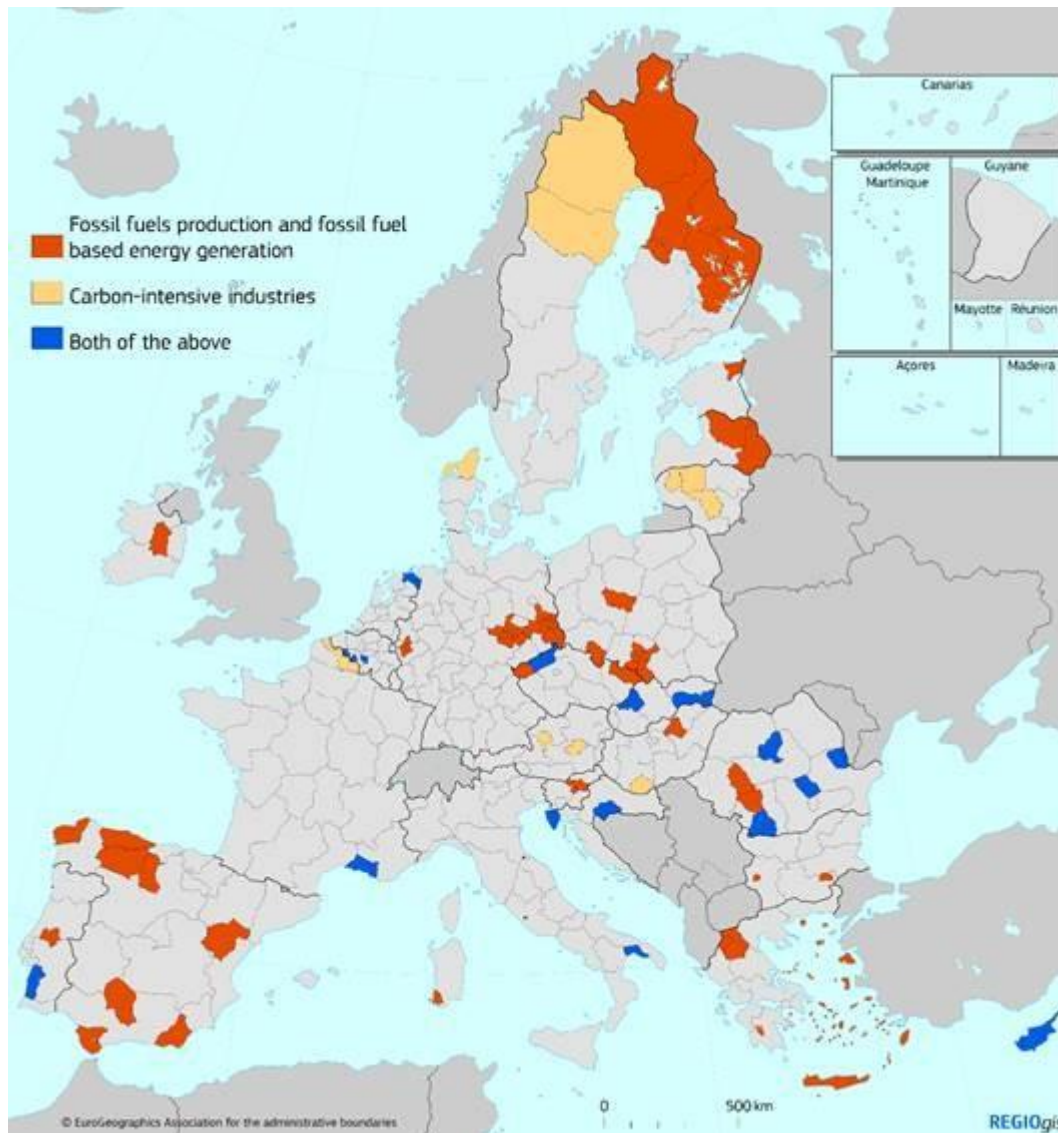 Canarias
Guadeloupe
Martinique
Guyane
Mayotte
Réunion
Açores
Madeira
Fossil fuels production and fossil fuel
based energy generation
Carbon-intensive industries
Both of the above
0
500 km
© EuroGeographics Association for the administrative boundaries
REGIOgis